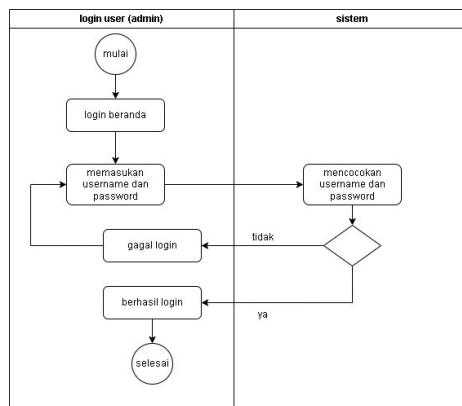 login user (admin)
sistem
mulai
login beranda
memasukan
username dan
password
mencocokan
username dan
password
tidak
gagal login
berhasil login
ya
selesai